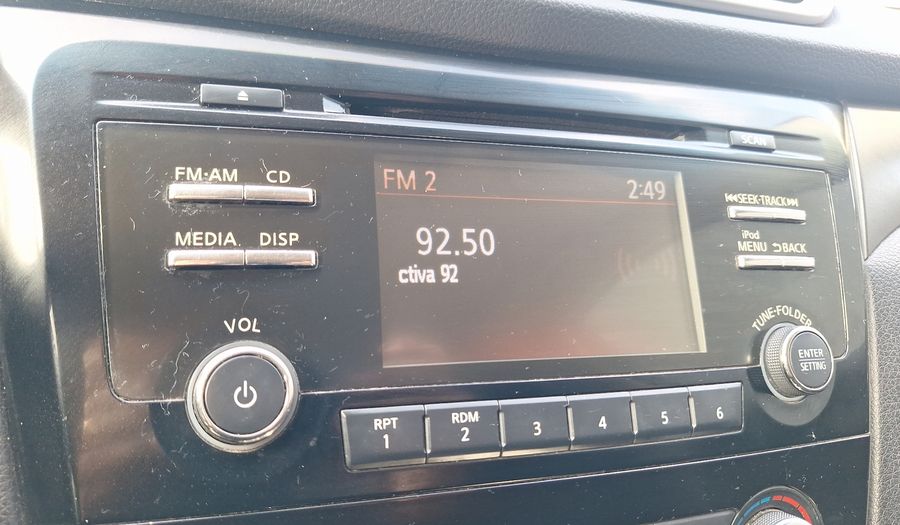 SCAN
FM·AM CD
FM 2 2:49
SEEK·TRACK
MEDIA DISP
92.50
iPod
MENU BACK
ctiva 92
VOL
TUNE·FOLDER
ENTER
SETTING
RPT RDM
1 2 3 4 5 6